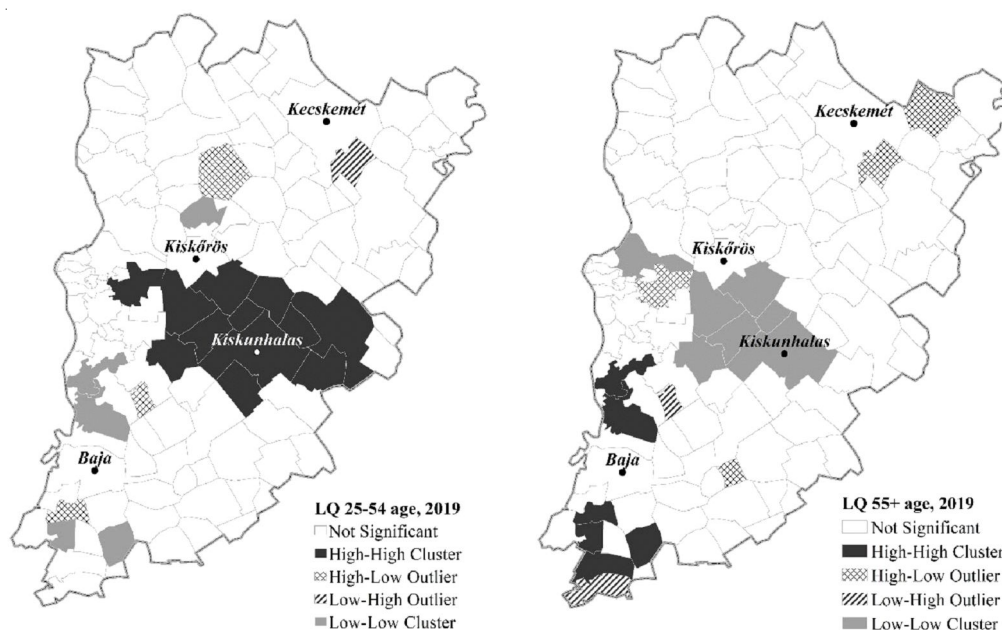 Kecskemét
Kiskőrös
Kiskunhalas
Baja
LQ 25-54 age, 2019
Not Significant
High-High Cluster
High-Low Outlier
Low-High Outlier
Low-Low Cluster
Kecskemét
Kiskőrös
Kiskunhalas
Baja
LQ 55+ age, 2019
Not Significant
High-High Cluster
High-Low Outlier
Low-High Outlier
Low-Low Cluster